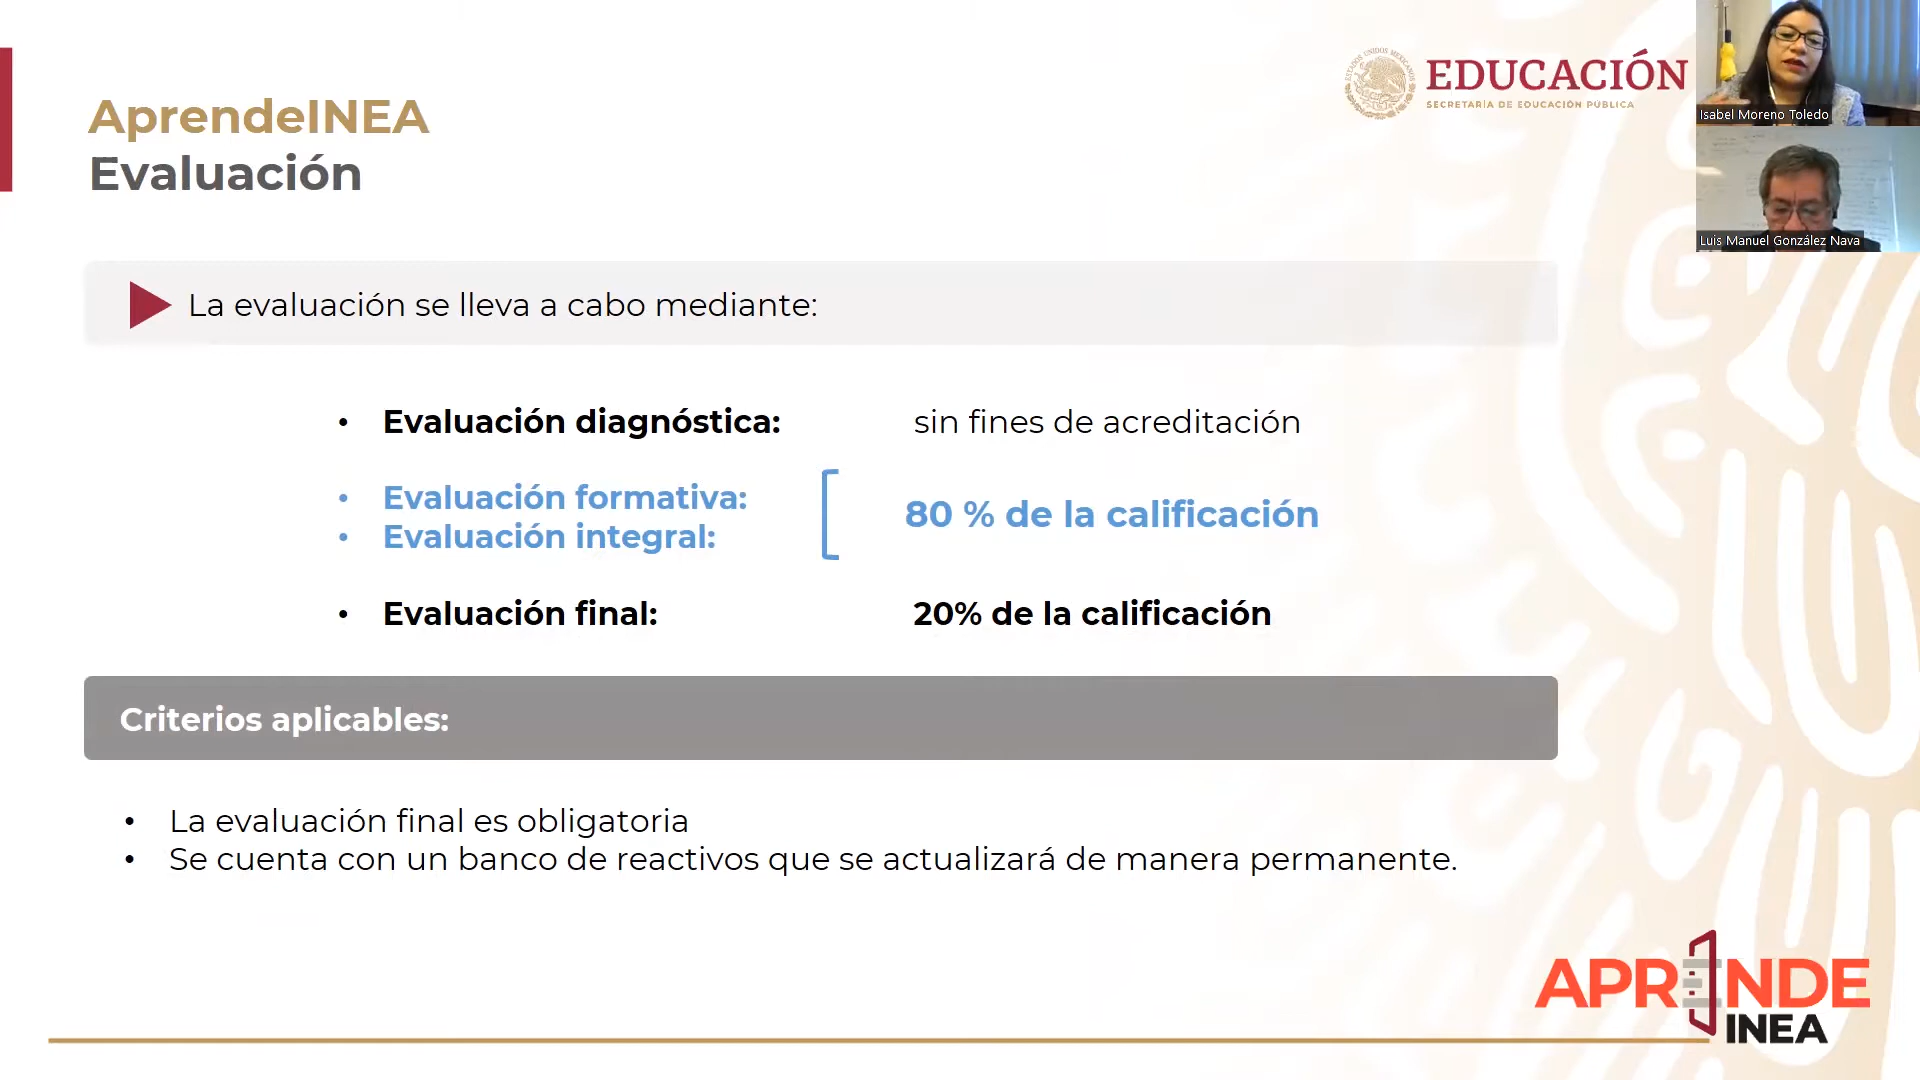 AprendeINEA
Evaluación
ESTADOS UNIDOS MEXICANOS
EDUCACIÓN
SECRETARÍA DE EDUCACIÓN PÚBLICA
Isabel Moreno Toledo
Luis Manuel González Nava
La evaluación se lleva a cabo mediante:
• Evaluación diagnóstica: sin fines de acreditación
• Evaluación formativa:
• Evaluación integral:
80 % de la calificación
• Evaluación final: 20% de la calificación
Criterios aplicables:
• La evaluación final es obligatoria
• Se cuenta con un banco de reactivos que se actualizará de manera permanente.
APRENDE
INEA